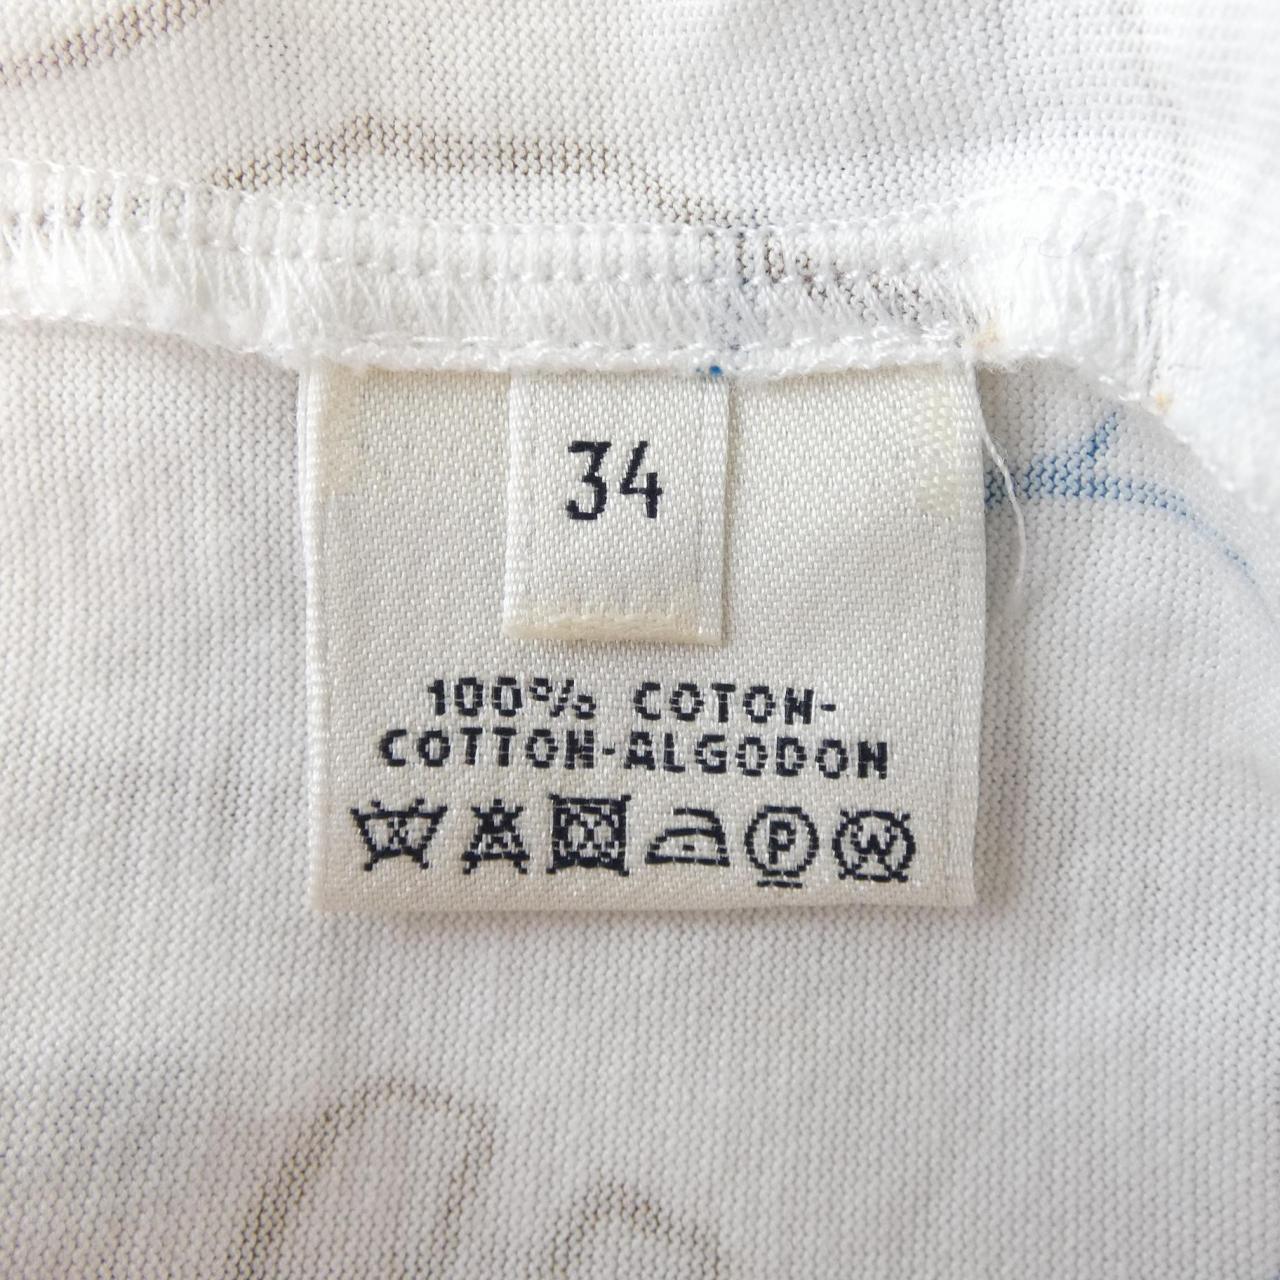 34
100% COTON-
COTTON-ALGODON
P W